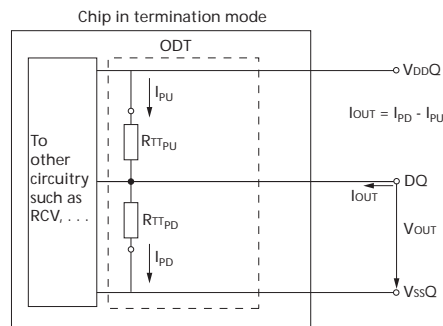 Chip in termination mode
ODT
VDDQ
IPU
IOUT = IPD - IPU
RTTPU
To
other
circuitry
such as
RCV, . . .
DQ
IOUT
RTTPD
VOUT
IPD
VSSQ